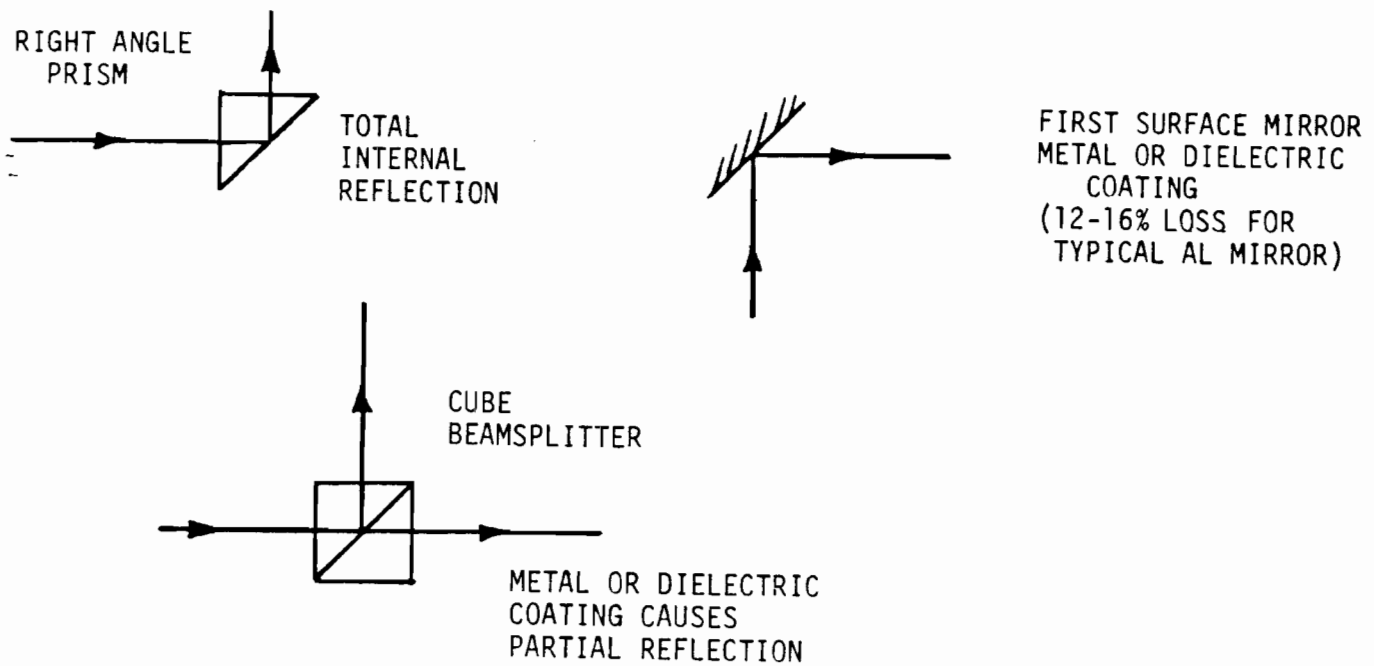 RIGHT ANGLE
PRISM
TOTAL
INTERNAL
REFLECTION
FIRST SURFACE MIRROR
METAL OR DIELECTRIC
COATING
(12-16% LOSS FOR
TYPICAL AL MIRROR)
CUBE
BEAMSPLITTER
METAL OR DIELECTRIC
COATING CAUSES
PARTIAL REFLECTION